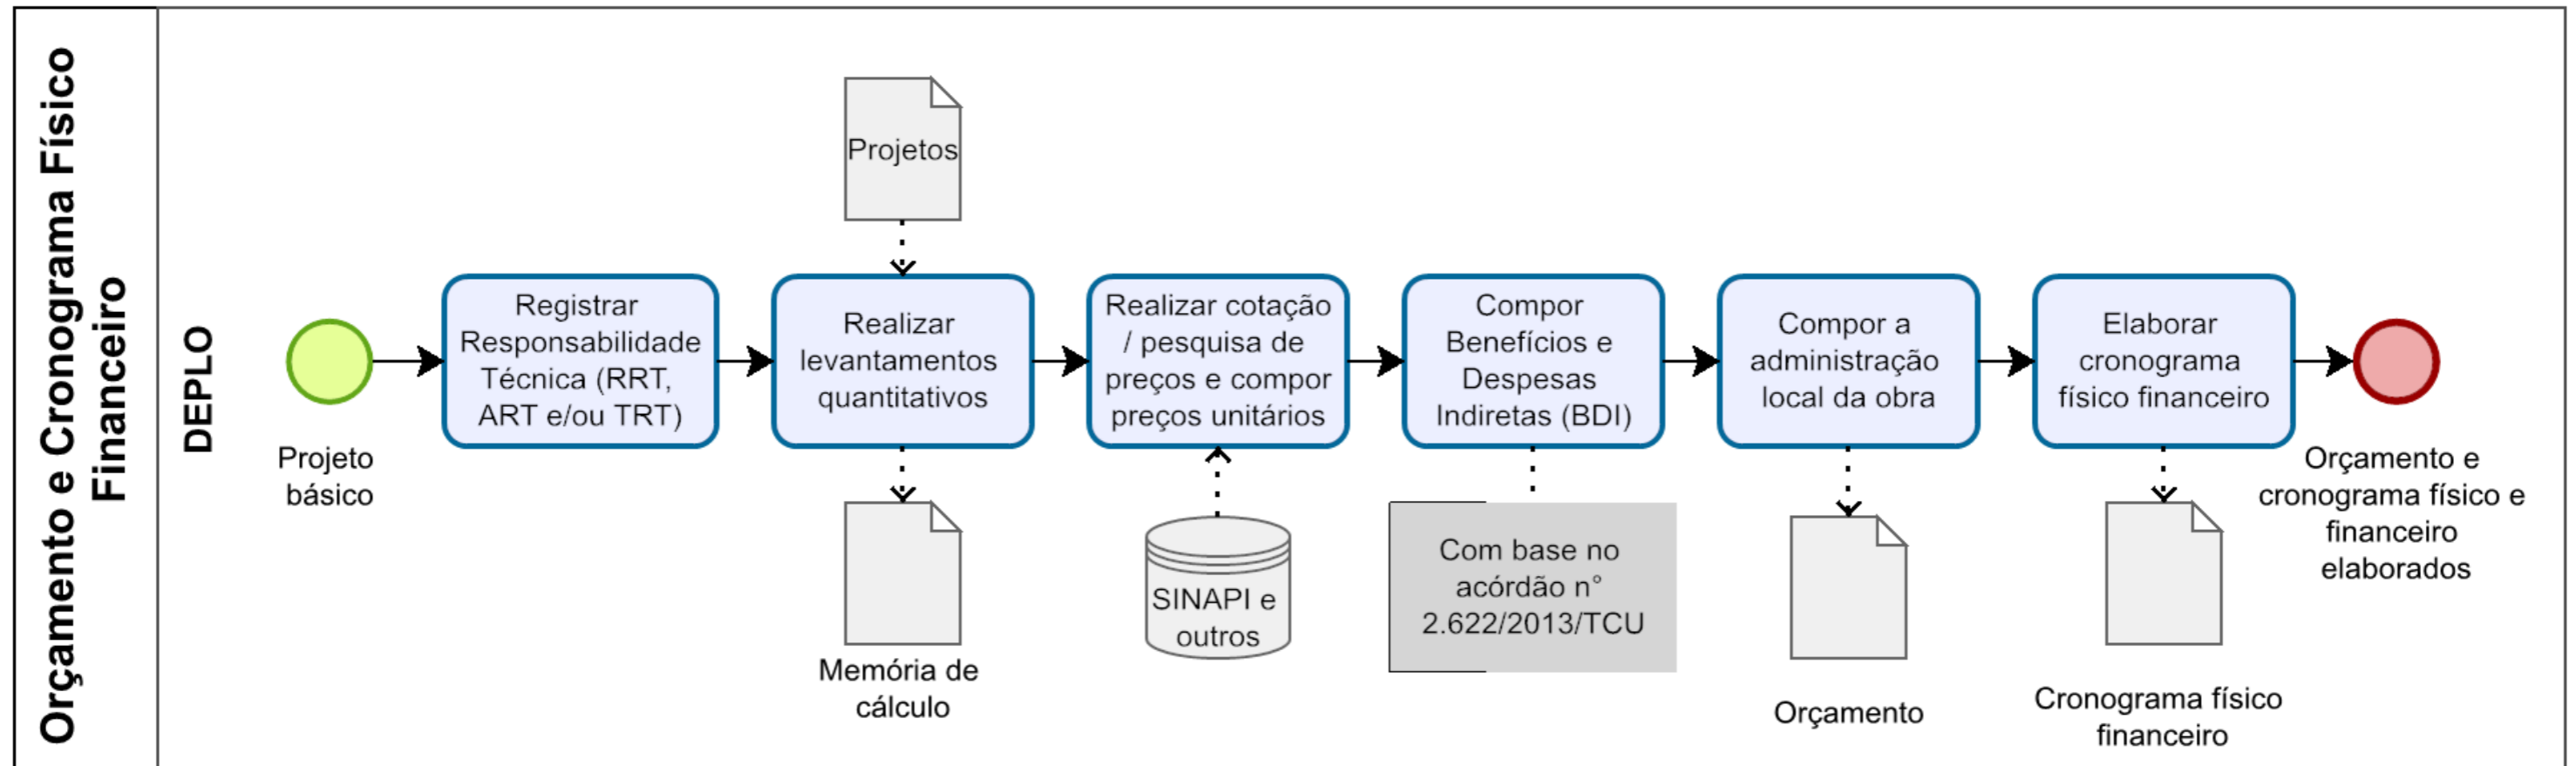 Orçamento e Cronograma Físico
Financeiro
DEPLO
Projeto
básico
Registrar
Responsabilidade
Técnica (RRT,
ART e/ou TRT)
Projetos
Realizar
levantamentos
quantitativos
Memória de
cálculo
Realizar cotação
/ pesquisa de
preços e compor
preços unitários
SINAPI e
outros
Compor
Benefícios e
Despesas
Indiretas (BDI)
Com base no
acórdão n°
2.622/2013/TCU
Compor a
administração
local da obra
Orçamento
Elaborar
cronograma
físico financeiro
Cronograma físico
financeiro
Orçamento e
cronograma físico e
financeiro
elaborados